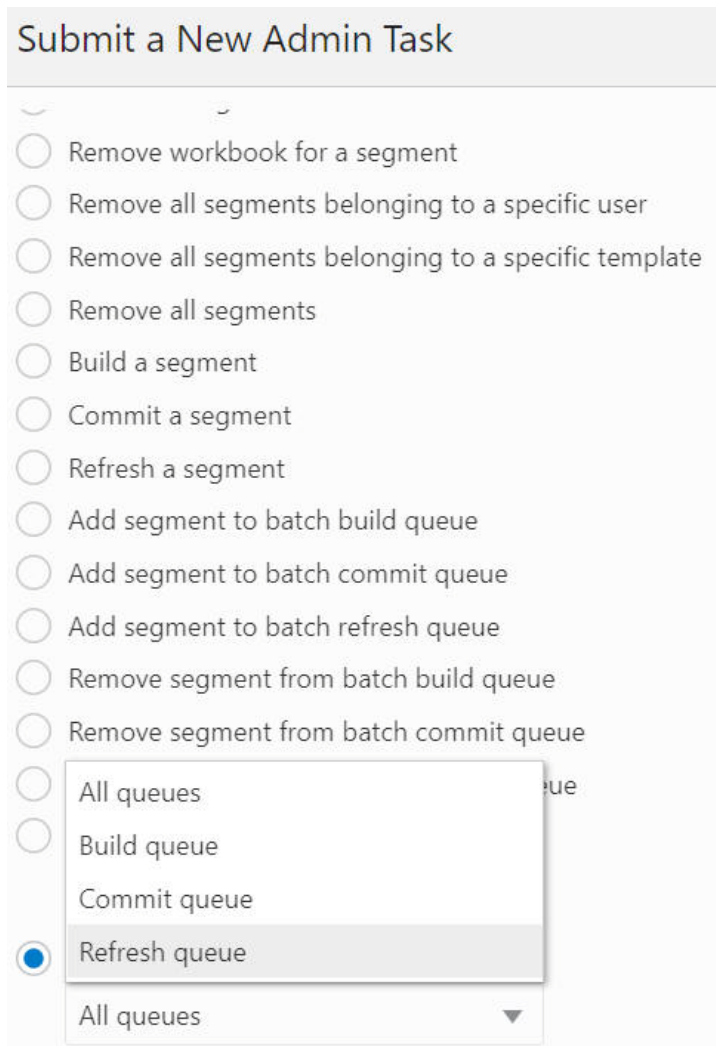 Submit a New Admin Task
Remove workbook for a segment
Remove all segments belonging to a specific user
Remove all segments belonging to a specific template
Remove all segments
Build a segment
Commit a segment
Refresh a segment
Add segment to batch build queue
Add segment to batch commit queue
Add segment to batch refresh queue
Remove segment from batch build queue
Remove segment from batch commit queue
All queues
Build queue
Commit queue
Refresh queue
All queues